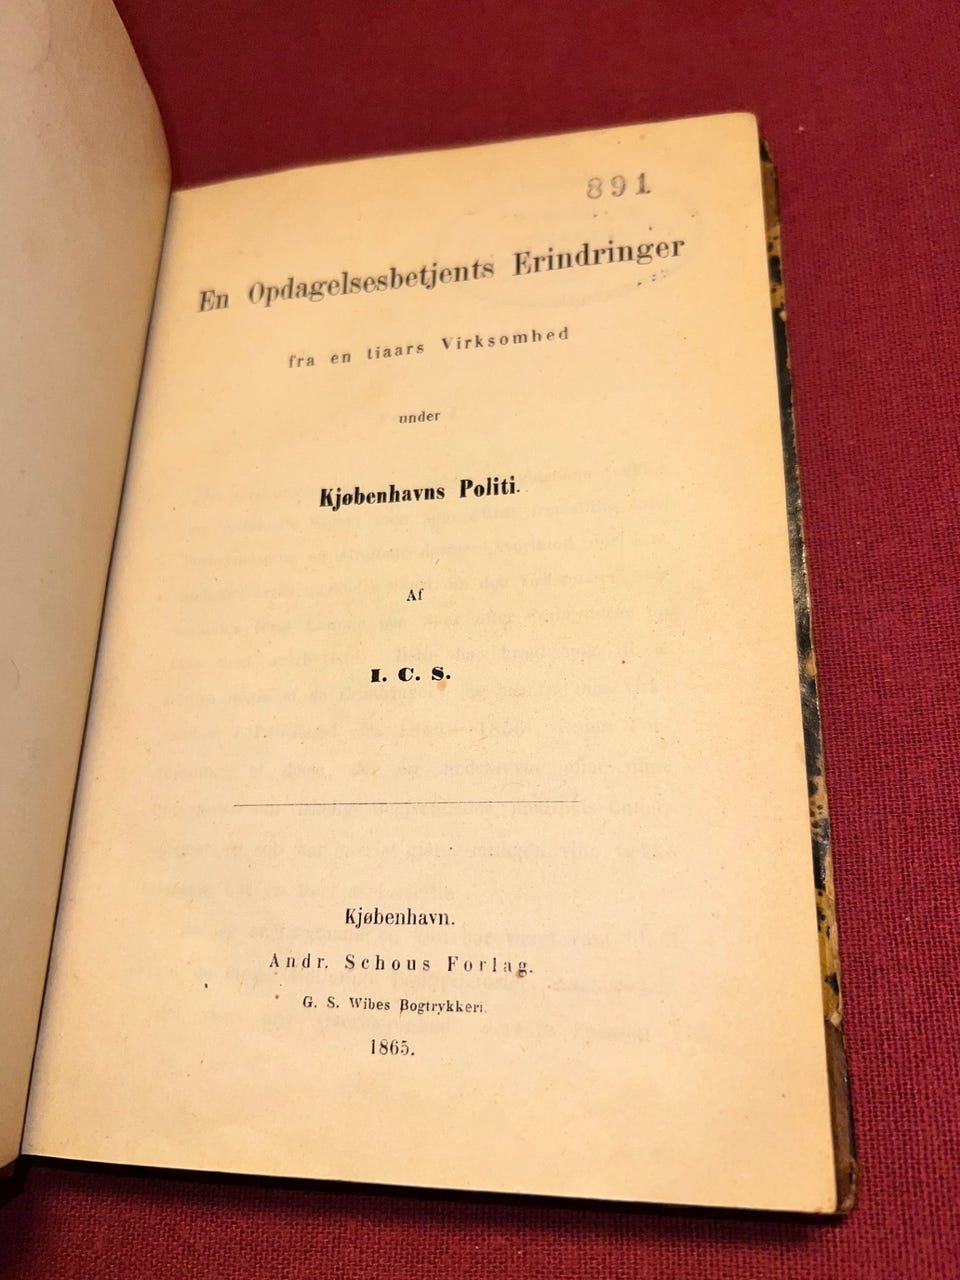 891
En Opdagelsesbetjents Erindringer
fra en tiaars Virksomhed
under
Kjøbenhavns Politi.
Af
I. C. S.
Kjøbenhavn.
Andr. Schous Forlag.
G. S. Wibes Bogtrykkeri.
1865.